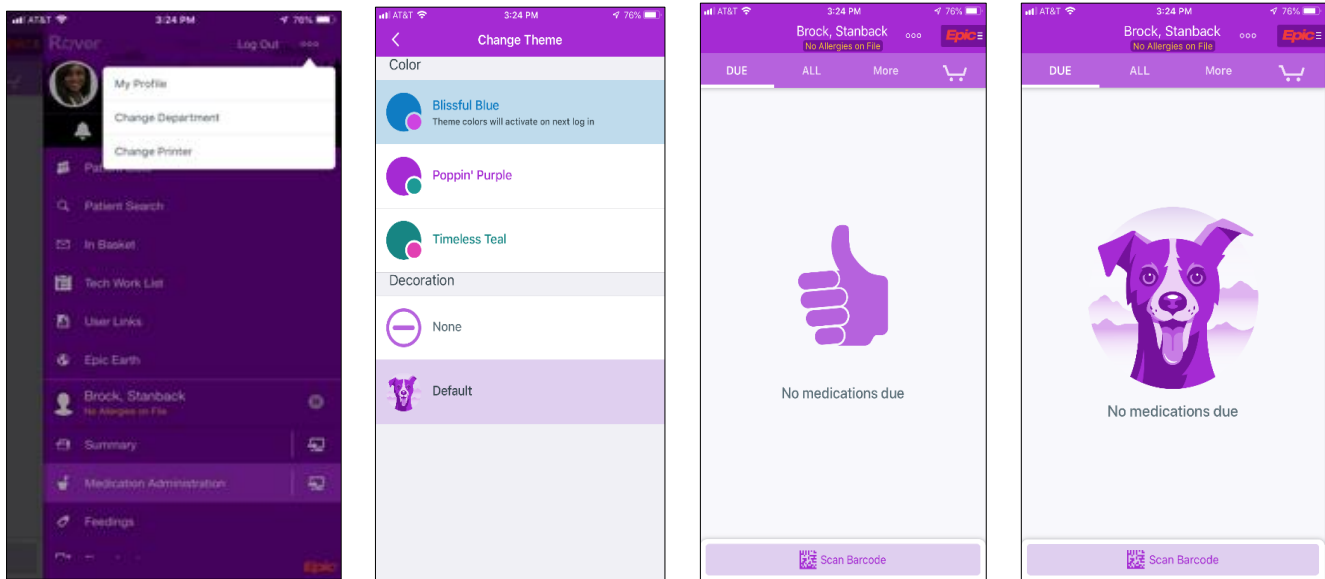 AT&T 3:24 PM 76%
Epic Rover Log Out
My Profile
Change Department
Change Printer
Patient Search
In Basket
Tech Work List
User Links
Epic Earth
Brock, Stanback
No Allergies on File
Summary
Medication Administration
Feedings
Epic
AT&T 3:24 PM 76%
Change Theme
Color
Blissful Blue
Theme colors will activate on next log in
Poppin' Purple
Timeless Teal
Decoration
None
Default
AT&T 3:24 PM 76%
Brock, Stanback
No Allergies on File
Epic
DUE ALL More
No medications due
Scan Barcode
AT&T 3:24 PM 76%
Brock, Stanback
No Allergies on File
Epic
DUE ALL More
No medications due
Scan Barcode